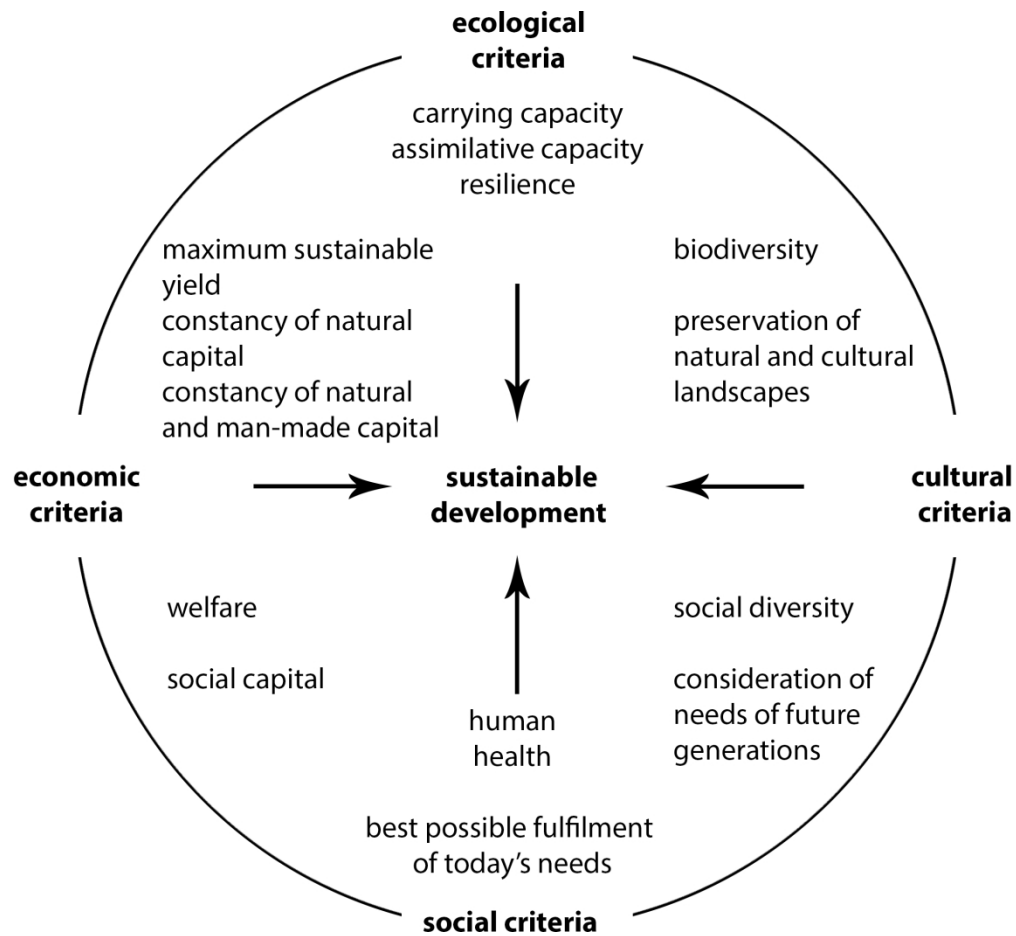 ecological
criteria
carrying capacity
assimilative capacity
resilience
maximum sustainable
yield
constancy of natural
capital
constancy of natural
and man-made capital
biodiversity
preservation of
natural and cultural
landscapes
economic
criteria
sustainable
development
cultural
criteria
welfare
social capital
human
health
social diversity
consideration of
needs of future
generations
best possible fulfilment
of today’s needs
social criteria